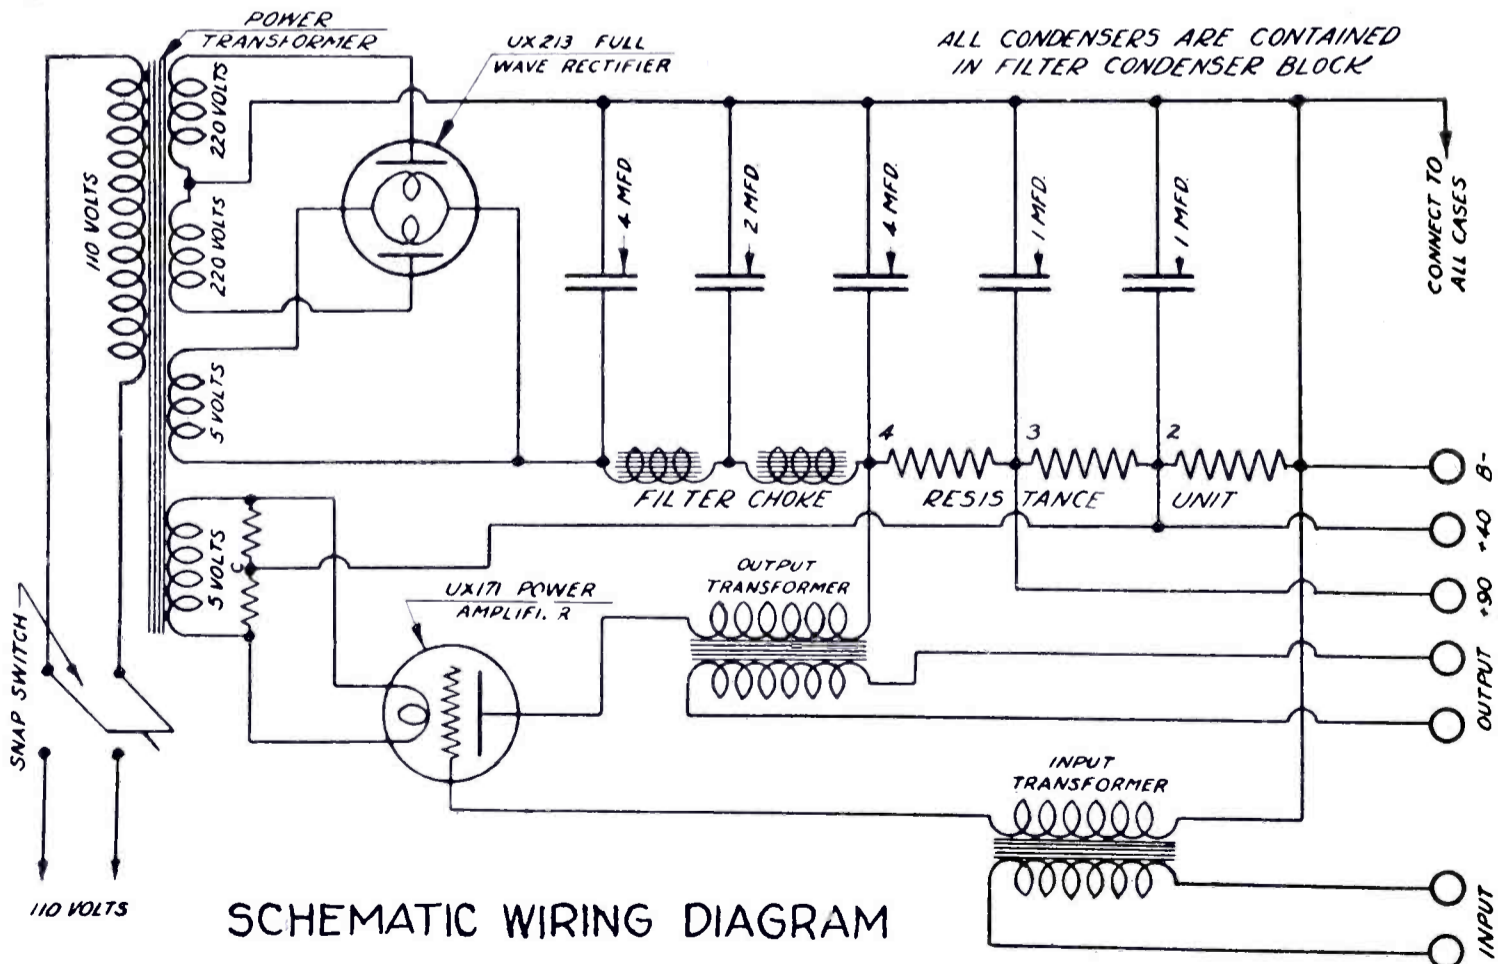 POWER
TRANSFORMER
UX213 FULL
WAVE RECTIFIER
ALL CONDENSERS ARE CONTAINED
IN FILTER CONDENSER BLOCK
110 VOLTS
220 VOLTS
220 VOLTS
5 VOLTS
5 VOLTS
C
4 MFD.
2 MFD.
4 MFD.
1 MFD.
1 MFD.
CONNECT TO
ALL CASES
4
3
2
FILTER CHOKE
RESIS TANCE UNIT
B-
+40
+90
OUTPUT
INPUT
OUTPUT
TRANSFORMER
UX171 POWER
AMPLIFI. R
INPUT
TRANSFORMER
SNAP SWITCH
110 VOLTS
SCHEMATIC WIRING DIAGRAM